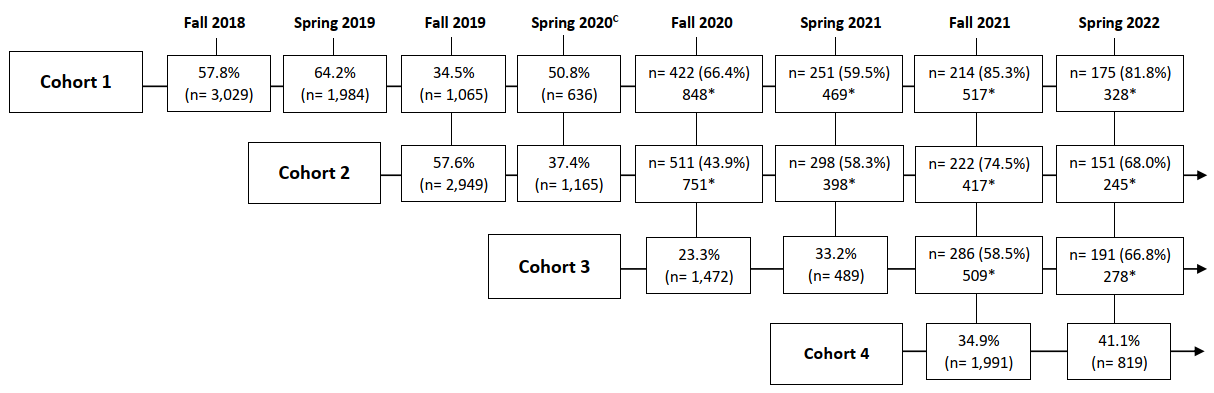 Fall 2018 Spring 2019 Fall 2019 Spring 2020C Fall 2020 Spring 2021 Fall 2021 Spring 2022
Cohort 1
57.8%
(n= 3,029)
64.2%
(n= 1,984)
34.5%
(n= 1,065)
50.8%
(n= 636)
n= 422 (66.4%)
848*
n= 251 (59.5%)
469*
n= 214 (85.3%)
517*
n= 175 (81.8%)
328*
Cohort 2
57.6%
(n= 2,949)
37.4%
(n= 1,165)
n= 511 (43.9%)
751*
n= 298 (58.3%)
398*
n= 222 (74.5%)
417*
n= 151 (68.0%)
245*
Cohort 3
23.3%
(n= 1,472)
33.2%
(n= 489)
n= 286 (58.5%)
509*
n= 191 (66.8%)
278*
Cohort 4
34.9%
(n= 1,991)
41.1%
(n= 819)